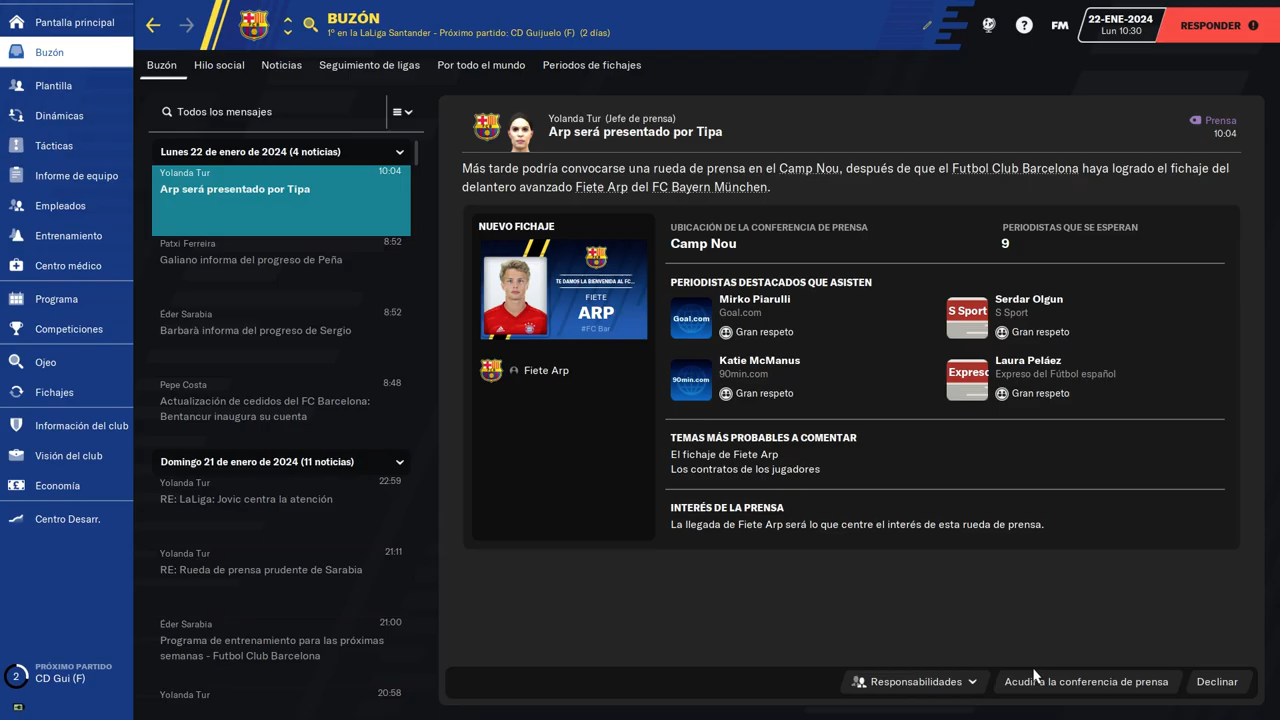 Pantalla principal
Buzón
Plantilla
Dinámicas
Tácticas
Informe de equipo
Empleados
Entrenamiento
Centro médico
Programa
Competiciones
Ojeo
Fichajes
Información del club
Visión del club
Economía
Centro Desarr.
2
PRÓXIMO PARTIDO
CD Gui (F)
BUZÓN
1º en la LaLiga Santander - Próximo partido: CD Guijuelo (F) (2 días)
FM
22-ENE-2024
Lun 10:30
RESPONDER
Buzón
Hilo social
Noticias
Seguimiento de ligas
Por todo el mundo
Periodos de fichajes
Todos los mensajes
Lunes 22 de enero de 2024 (4 noticias)
Yolanda Tur 10:04
Arp será presentado por Tipa
Patxi Ferreira 8:52
Galiano informa del progreso de Peña
Éder Sarabia 8:52
Barbarà informa del progreso de Sergio
Pepe Costa 8:48
Actualización de cedidos del FC Barcelona:
Bentancur inaugura su cuenta
Domingo 21 de enero de 2024 (11 noticias)
Yolanda Tur 22:59
RE: LaLiga: Jovic centra la atención
Yolanda Tur 21:11
RE: Rueda de prensa prudente de Sarabia
Éder Sarabia 21:00
Programa de entrenamiento para las próximas
semanas - Futbol Club Barcelona
Yolanda Tur 20:58
Yolanda Tur (Jefe de prensa)
Arp será presentado por Tipa
Prensa
10:04
Más tarde podría convocarse una rueda de prensa en el Camp Nou, después de que el Futbol Club Barcelona haya logrado el fichaje del
delantero avanzado Fiete Arp del FC Bayern München.
NUEVO FICHAJE
TE DAMOS LA BIENVENIDA AL FC...
FIETE
ARP
#FC Bar
Fiete Arp
UBICACIÓN DE LA CONFERENCIA DE PRENSA
Camp Nou
PERIODISTAS QUE SE ESPERAN
9
PERIODISTAS DESTACADOS QUE ASISTEN
Goal.com
Mirko Piarulli
Goal.com
Gran respeto
S Sport
Serdar Olgun
S Sport
Gran respeto
90min.com
Katie McManus
90min.com
Gran respeto
Expreso
Laura Peláez
Expreso del Fútbol español
Gran respeto
TEMAS MÁS PROBABLES A COMENTAR
El fichaje de Fiete Arp
Los contratos de los jugadores
INTERÉS DE LA PRENSA
La llegada de Fiete Arp será lo que centre el interés de esta rueda de prensa.
Responsabilidades
Acudir a la conferencia de prensa
Declinar